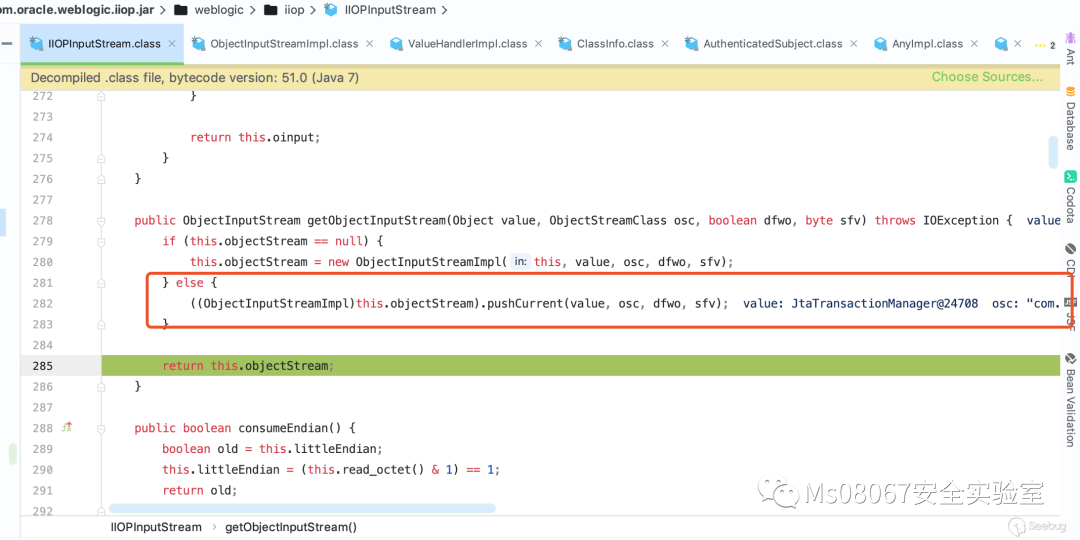 om.oracle.weblogic.iiop.jar > weblogic > iiop > IIOPInputStream >
IIOPInputStream.class × ObjectInputStreamImpl.class × ValueHandlerImpl.class × ClassInfo.class × AuthenticatedSubject.class × AnyImpl.class × × ... 2
Decompiled .class file, bytecode version: 51.0 (Java 7) Choose Sources...
272 }
273
274 return this.oinput;
275 }
276 }
277
278 public ObjectInputStream getObjectInputStream(Object value, ObjectStreamClass osc, boolean dfwo, byte sfv) throws IOException { value
279 if (this.objectStream == null) {
280 this.objectStream = new ObjectInputStreamImpl( in: this, value, osc, dfwo, sfv);
281 } else {
282 ((ObjectInputStreamImpl)this.objectStream).pushCurrent(value, osc, dfwo, sfv); value: JtaTransactionManager@24708 osc: "com.
283 }
284
285 return this.objectStream;
286 }
287
288 public boolean consumeEndian() {
289 boolean old = this.littleEndian;
290 this.littleEndian = (this.read_octet() & 1) == 1;
291 return old;
292
IIOPInputStream > getObjectInputStream()
Ant
Database
Codota
CDI
JSF
Bean Validation
Ms08067安全实验室
Seebug